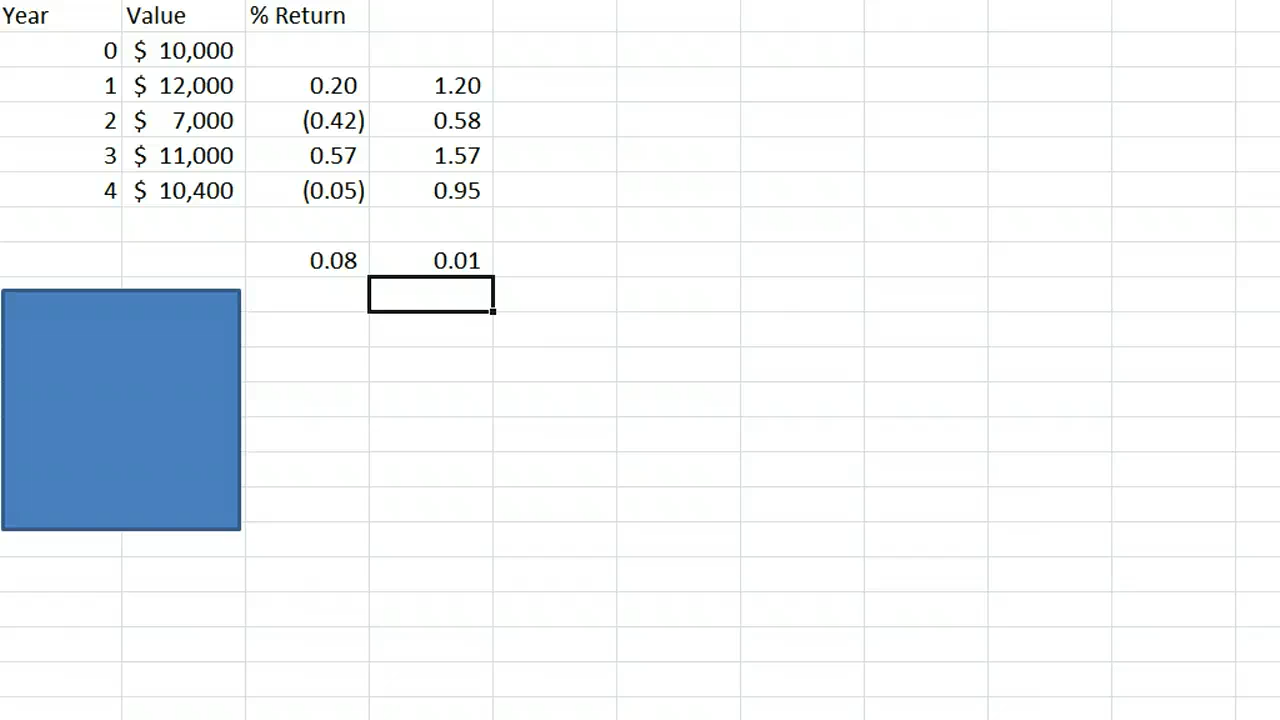 Year Value % Return
0 $ 10,000
1 $ 12,000 0.20 1.20
2 $ 7,000 (0.42) 0.58
3 $ 11,000 0.57 1.57
4 $ 10,400 (0.05) 0.95
0.08 0.01